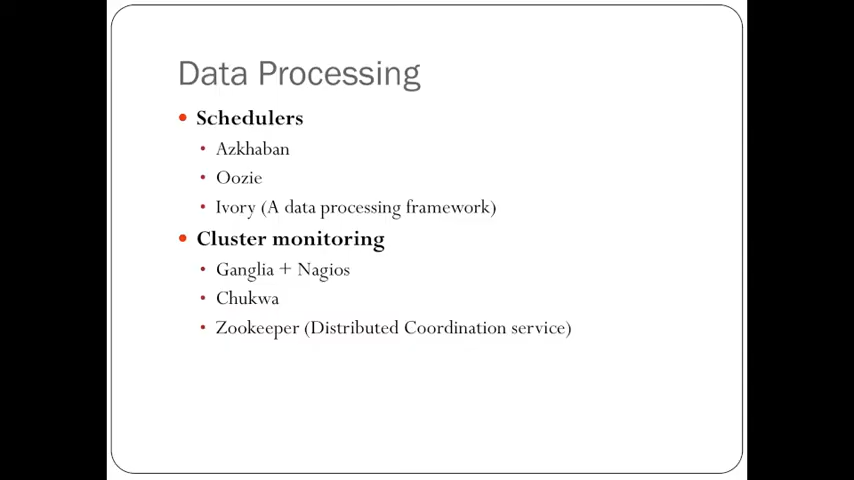 Data Processing
• Schedulers
• Azkhaban
• Oozie
• Ivory (A data processing framework)
• Cluster monitoring
• Ganglia + Nagios
• Chukwa
• Zookeeper (Distributed Coordination service)